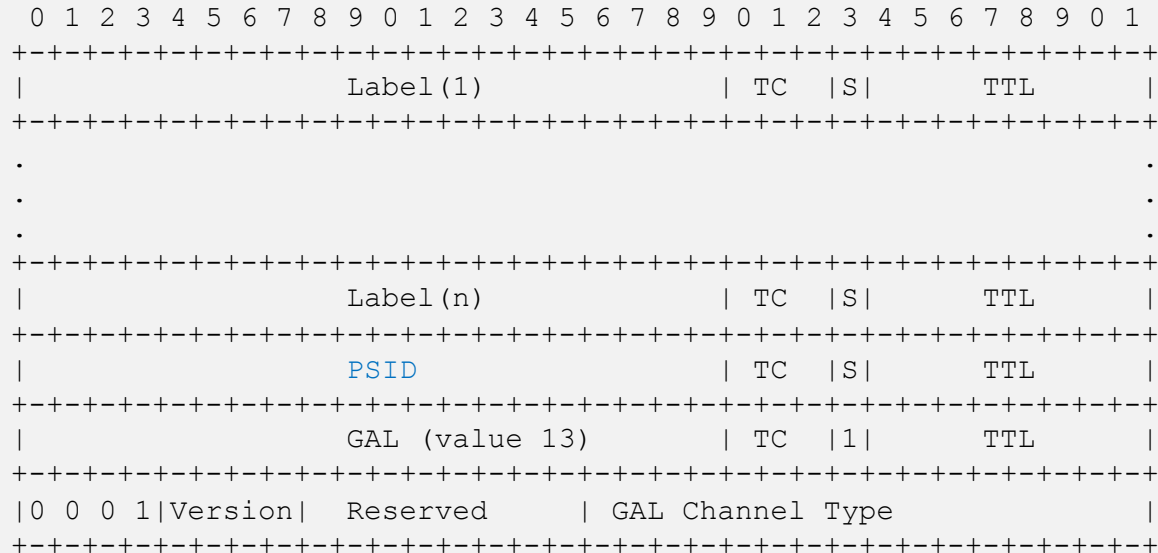 0 1 2 3 4 5 6 7 8 9 0 1 2 3 4 5 6 7 8 9 0 1 2 3 4 5 6 7 8 9 0 1
+-+-+-+-+-+-+-+-+-+-+-+-+-+-+-+-+-+-+-+-+-+-+-+-+-+-+-+-+-+-+-+-+
|                  Label(1)             | TC  |S|      TTL      |
+-+-+-+-+-+-+-+-+-+-+-+-+-+-+-+-+-+-+-+-+-+-+-+-+-+-+-+-+-+-+-+-+
.                                                               .
.                                                               .
.                                                               .
+-+-+-+-+-+-+-+-+-+-+-+-+-+-+-+-+-+-+-+-+-+-+-+-+-+-+-+-+-+-+-+-+
|                  Label(n)             | TC  |S|      TTL      |
+-+-+-+-+-+-+-+-+-+-+-+-+-+-+-+-+-+-+-+-+-+-+-+-+-+-+-+-+-+-+-+-+
|                  PSID                 | TC  |S|      TTL      |
+-+-+-+-+-+-+-+-+-+-+-+-+-+-+-+-+-+-+-+-+-+-+-+-+-+-+-+-+-+-+-+-+
|                  GAL (value 13)       | TC  |1|      TTL      |
+-+-+-+-+-+-+-+-+-+-+-+-+-+-+-+-+-+-+-+-+-+-+-+-+-+-+-+-+-+-+-+-+
|0 0 0 1|Version|  Reserved     | GAL Channel Type              |
+-+-+-+-+-+-+-+-+-+-+-+-+-+-+-+-+-+-+-+-+-+-+-+-+-+-+-+-+-+-+-+-+